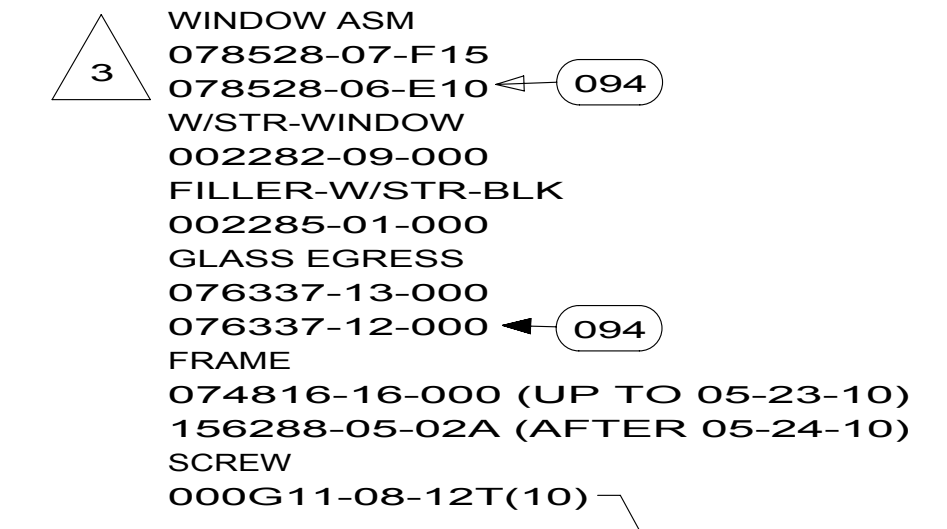 WINDOW ASM
078528-07-F15
3
078528-06-E10 094
W/STR-WINDOW
002282-09-000
FILLER-W/STR-BLK
002285-01-000
GLASS EGRESS
076337-13-000
076337-12-000 094
FRAME
074816-16-000 (UP TO 05-23-10)
156288-05-02A (AFTER 05-24-10)
SCREW
000G11-08-12T(10)